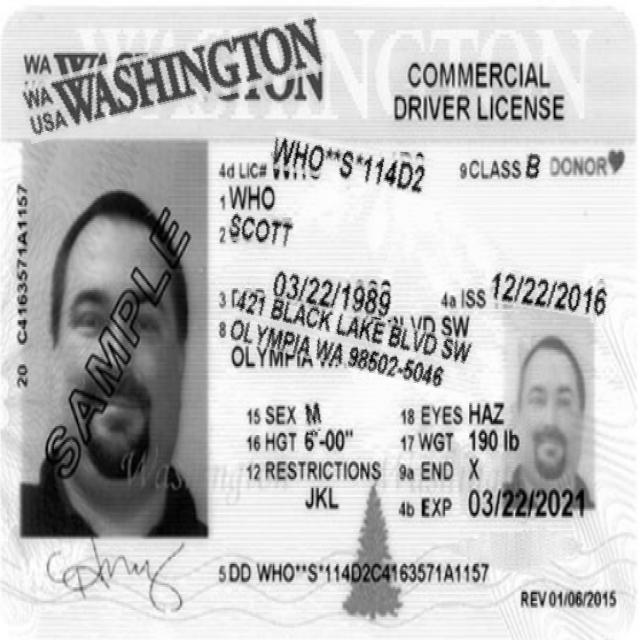 WA WASHINGTON
WA
USA
COMMERCIAL
DRIVER LICENSE
4d LIC# WHO**S*114D2
9 CLASS B DONOR
1 WHO
2 SCOTT
3 03/22/1989
4a ISS 12/22/2016
8 421 BLACK LAKE BLVD SW
OLYMPIA WA 98502-5046
15 SEX M
18 EYES HAZ
16 HGT 6'-00"
17 WGT 190 lb
12 RESTRICTIONS
9a END X
JKL
4b EXP 03/22/2021
5 DD WHO**S*114D2C4163571A1157
REV 01/06/2015
20 C4163571A1157
SAMPLE
Washington